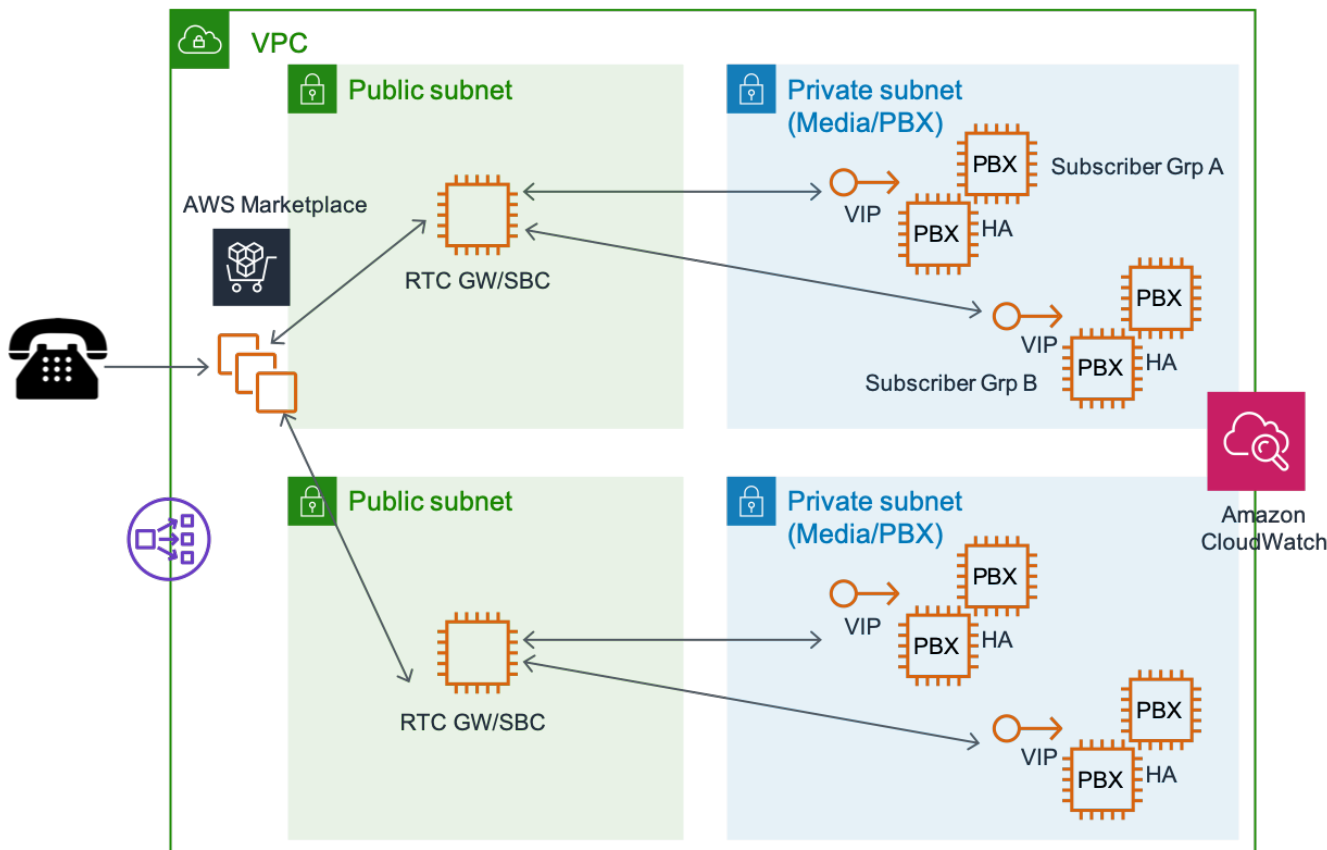 VPC
Public subnet
Private subnet
(Media/PBX)
AWS Marketplace
RTC GW/SBC
VIP
PBX
PBX
HA
Subscriber Grp A
VIP
PBX
PBX
HA
Subscriber Grp B
Amazon
CloudWatch
Public subnet
Private subnet
(Media/PBX)
RTC GW/SBC
VIP
PBX
PBX
HA
VIP
PBX
PBX
HA